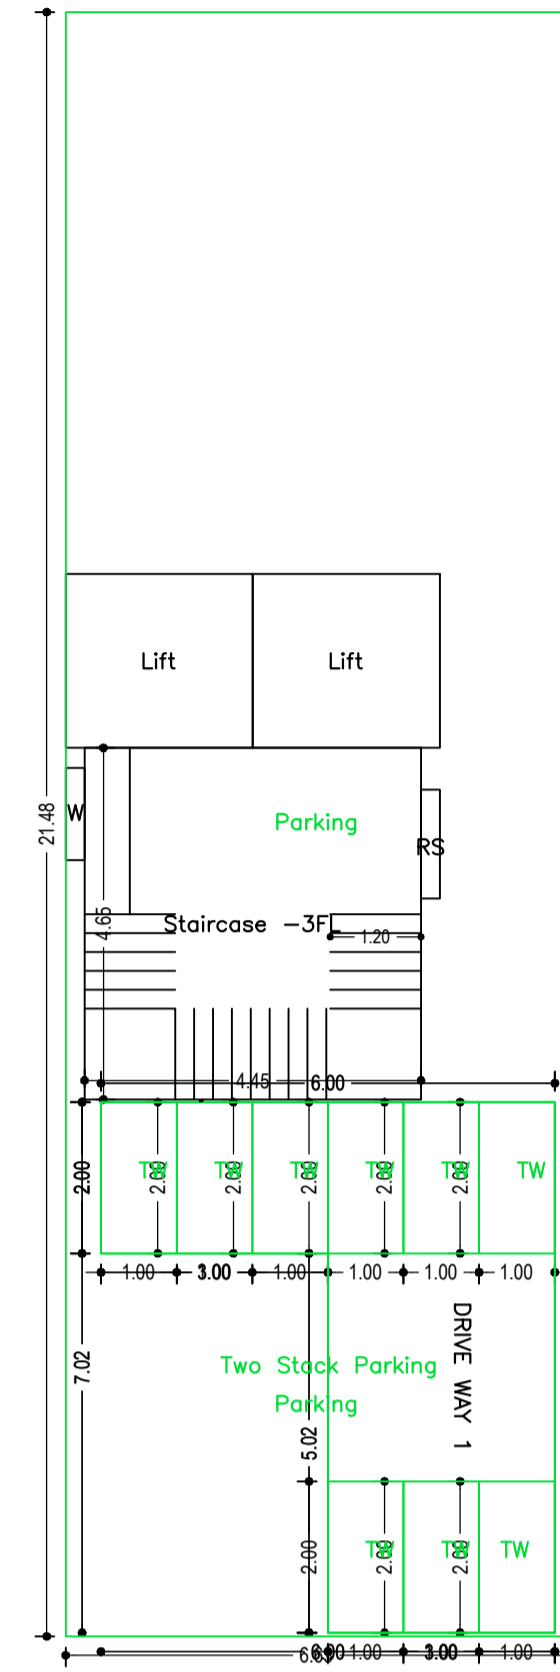 Lift Lift
21.48
W Parking
RS
4.65
Staircase -3FL
1.20
4.45 6.00
2.00 TW 2.00 TW 2.00 TW 2.00 TW 2.00 TW 2.00 TW
1.00 3.00 1.00 1.00 1.00 1.00
7.02
DRIVE WAY 1
Two Stack Parking
Parking
5.02
2.00 TW 2.00 TW 2.00 TW
1.00 3.00 1.00